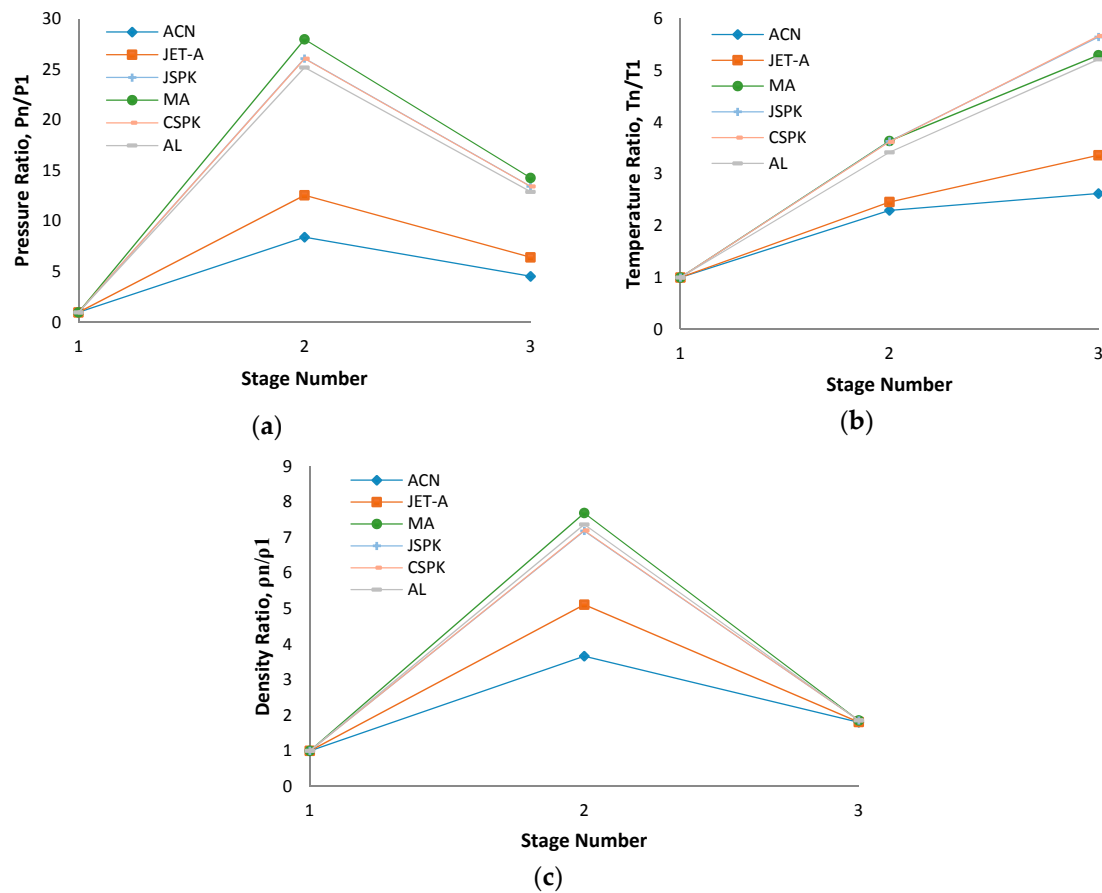 30
25
20
15
10
5
0
Pressure Ratio, Pn/P1
ACN
JET-A
JSPK
MA
CSPK
AL
1 2 3
Stage Number
(a)
6
5
4
3
2
1
0
Temperature Ratio, Tn/T1
ACN
JET-A
MA
JSPK
CSPK
AL
1 2 3
Stage Number
(b)
9
8
7
6
5
4
3
2
1
0
Density Ratio, ρn/ρ1
ACN
JET-A
MA
JSPK
CSPK
AL
1 2 3
Stage Number
(c)